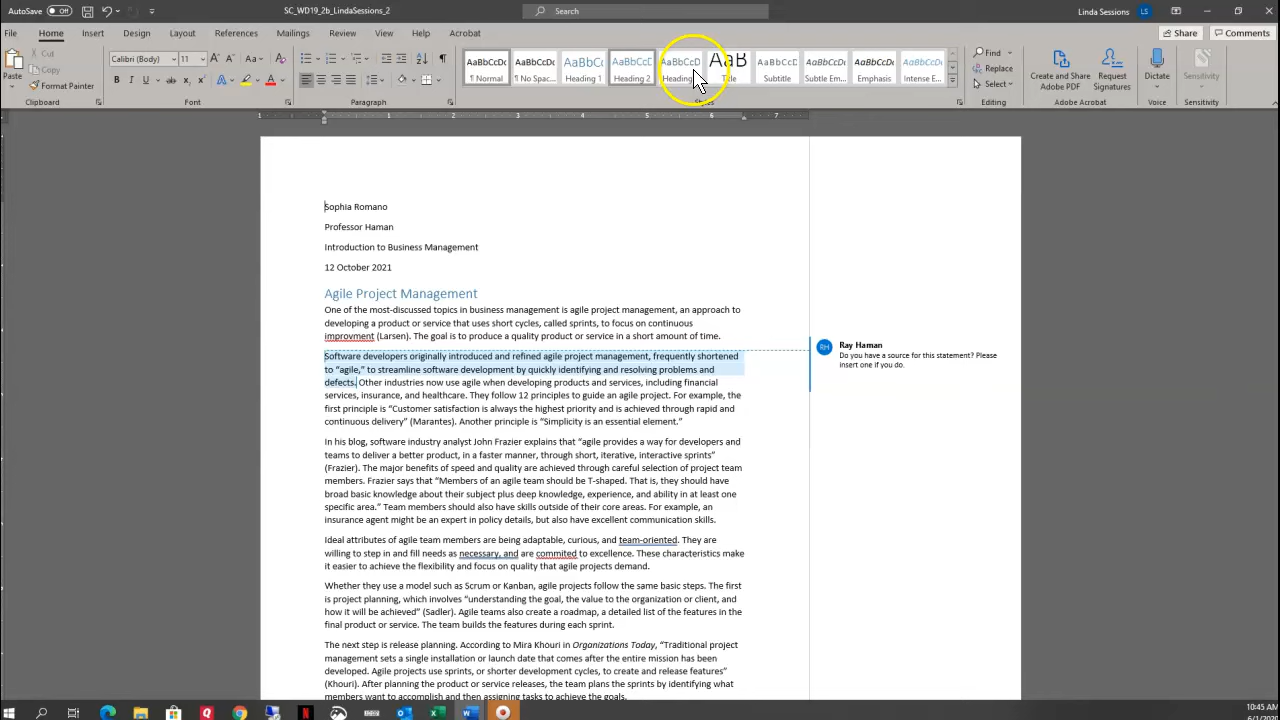 AutoSave Off SC_WD19_2b_LindaSessions_2 Search Linda Sessions LS
File Home Insert Design Layout References Mailings Review View Help Acrobat Share Comments
Cut
Copy
Format Painter
Paste
Clipboard
Calibri (Body) 11
Font
Paragraph
AaBbCcDc AaBbCcDc AaBbC( AaBbCcD AaBbCcD AaB AaBbCcD AaBbCcDc AaBbCcDc AaBbCcDc
¶ Normal ¶ No Spac... Heading 1 Heading 2 Heading Title Subtitle Subtle Em... Emphasis Intense E...
Find
Replace
Select
Editing
Create and Share Adobe PDF
Request Signatures
Adobe Acrobat
Dictate
Voice
Sensitivity
Sensitivity
1 1 2 3 4 5 6 7
Sophia Romano
Professor Haman
Introduction to Business Management
12 October 2021
Agile Project Management
One of the most-discussed topics in business management is agile project management, an approach to
developing a product or service that uses short cycles, called sprints, to focus on continuous
improvment (Larsen). The goal is to produce a quality product or service in a short amount of time.
Software developers originally introduced and refined agile project management, frequently shortened
to “agile,” to streamline software development by quickly identifying and resolving problems and
defects. Other industries now use agile when developing products and services, including financial
services, insurance, and healthcare. They follow 12 principles to guide an agile project. For example, the
first principle is “Customer satisfaction is always the highest priority and is achieved through rapid and
continuous delivery” (Marantes). Another principle is “Simplicity is an essential element.”
In his blog, software industry analyst John Frazier explains that “agile provides a way for developers and
teams to deliver a better product, in a faster manner, through short, iterative, interactive sprints”
(Frazier). The major benefits of speed and quality are achieved through careful selection of project team
members. Frazier says that “Members of an agile team should be T-shaped. That is, they should have
broad basic knowledge about their subject plus deep knowledge, experience, and ability in at least one
specific area.” Team members should also have skills outside of their core areas. For example, an
insurance agent might be an expert in policy details, but also have excellent communication skills.
Ideal attributes of agile team members are being adaptable, curious, and team-oriented. They are
willing to step in and fill needs as necessary, and are commited to excellence. These characteristics make
it easier to achieve the flexibility and focus on quality that agile projects demand.
Whether they use a model such as Scrum or Kanban, agile projects follow the same basic steps. The first
is project planning, which involves “understanding the goal, the value to the organization or client, and
how it will be achieved” (Sadler). Agile teams also create a roadmap, a detailed list of the features in the
final product or service. The team builds the features during each sprint.
The next step is release planning. According to Mira Khouri in Organizations Today, “Traditional project
management sets a single installation or launch date that comes after the entire mission has been
developed. Agile projects use sprints, or shorter development cycles, to create and release features”
(Khouri). After planning the product or service releases, the team plans the sprints by identifying what
members want to accomplish and then assigning tasks to achieve the goals.
RH Ray Haman
Do you have a source for this statement? Please
insert one if you do.
10:45 AM